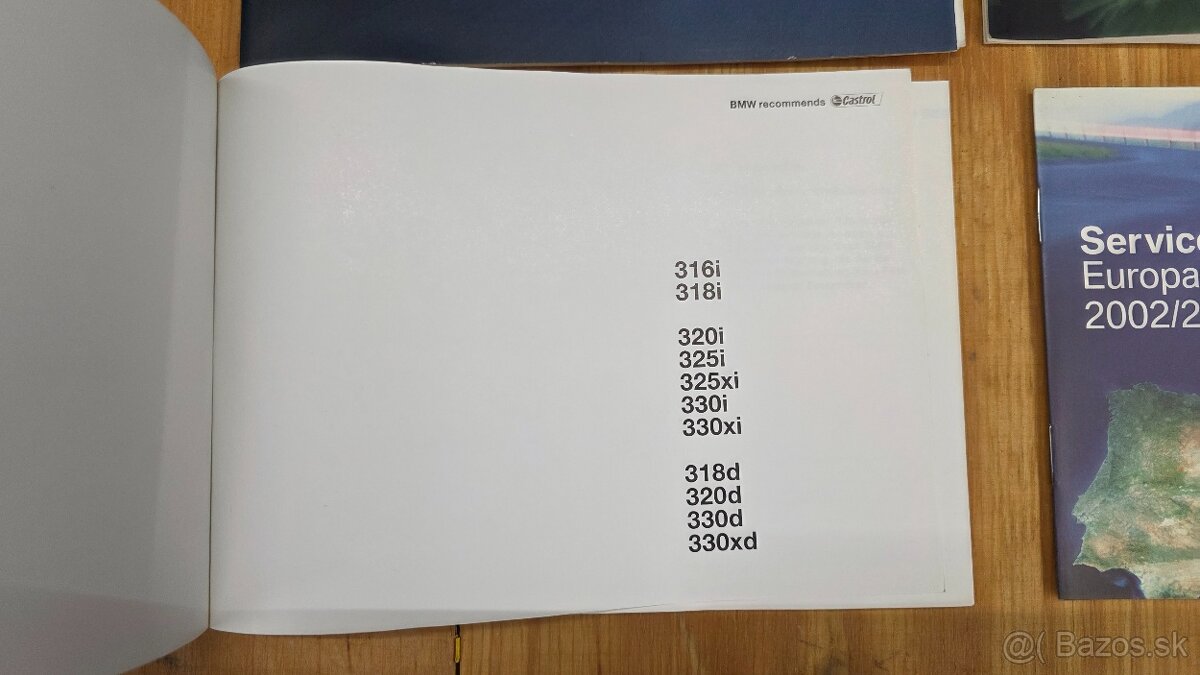 BMW recommends Castrol
316i
318i
320i
325i
325xi
330i
330xi
318d
320d
330d
330xd
Service
Europa
2002/2
@( Bazos.sk